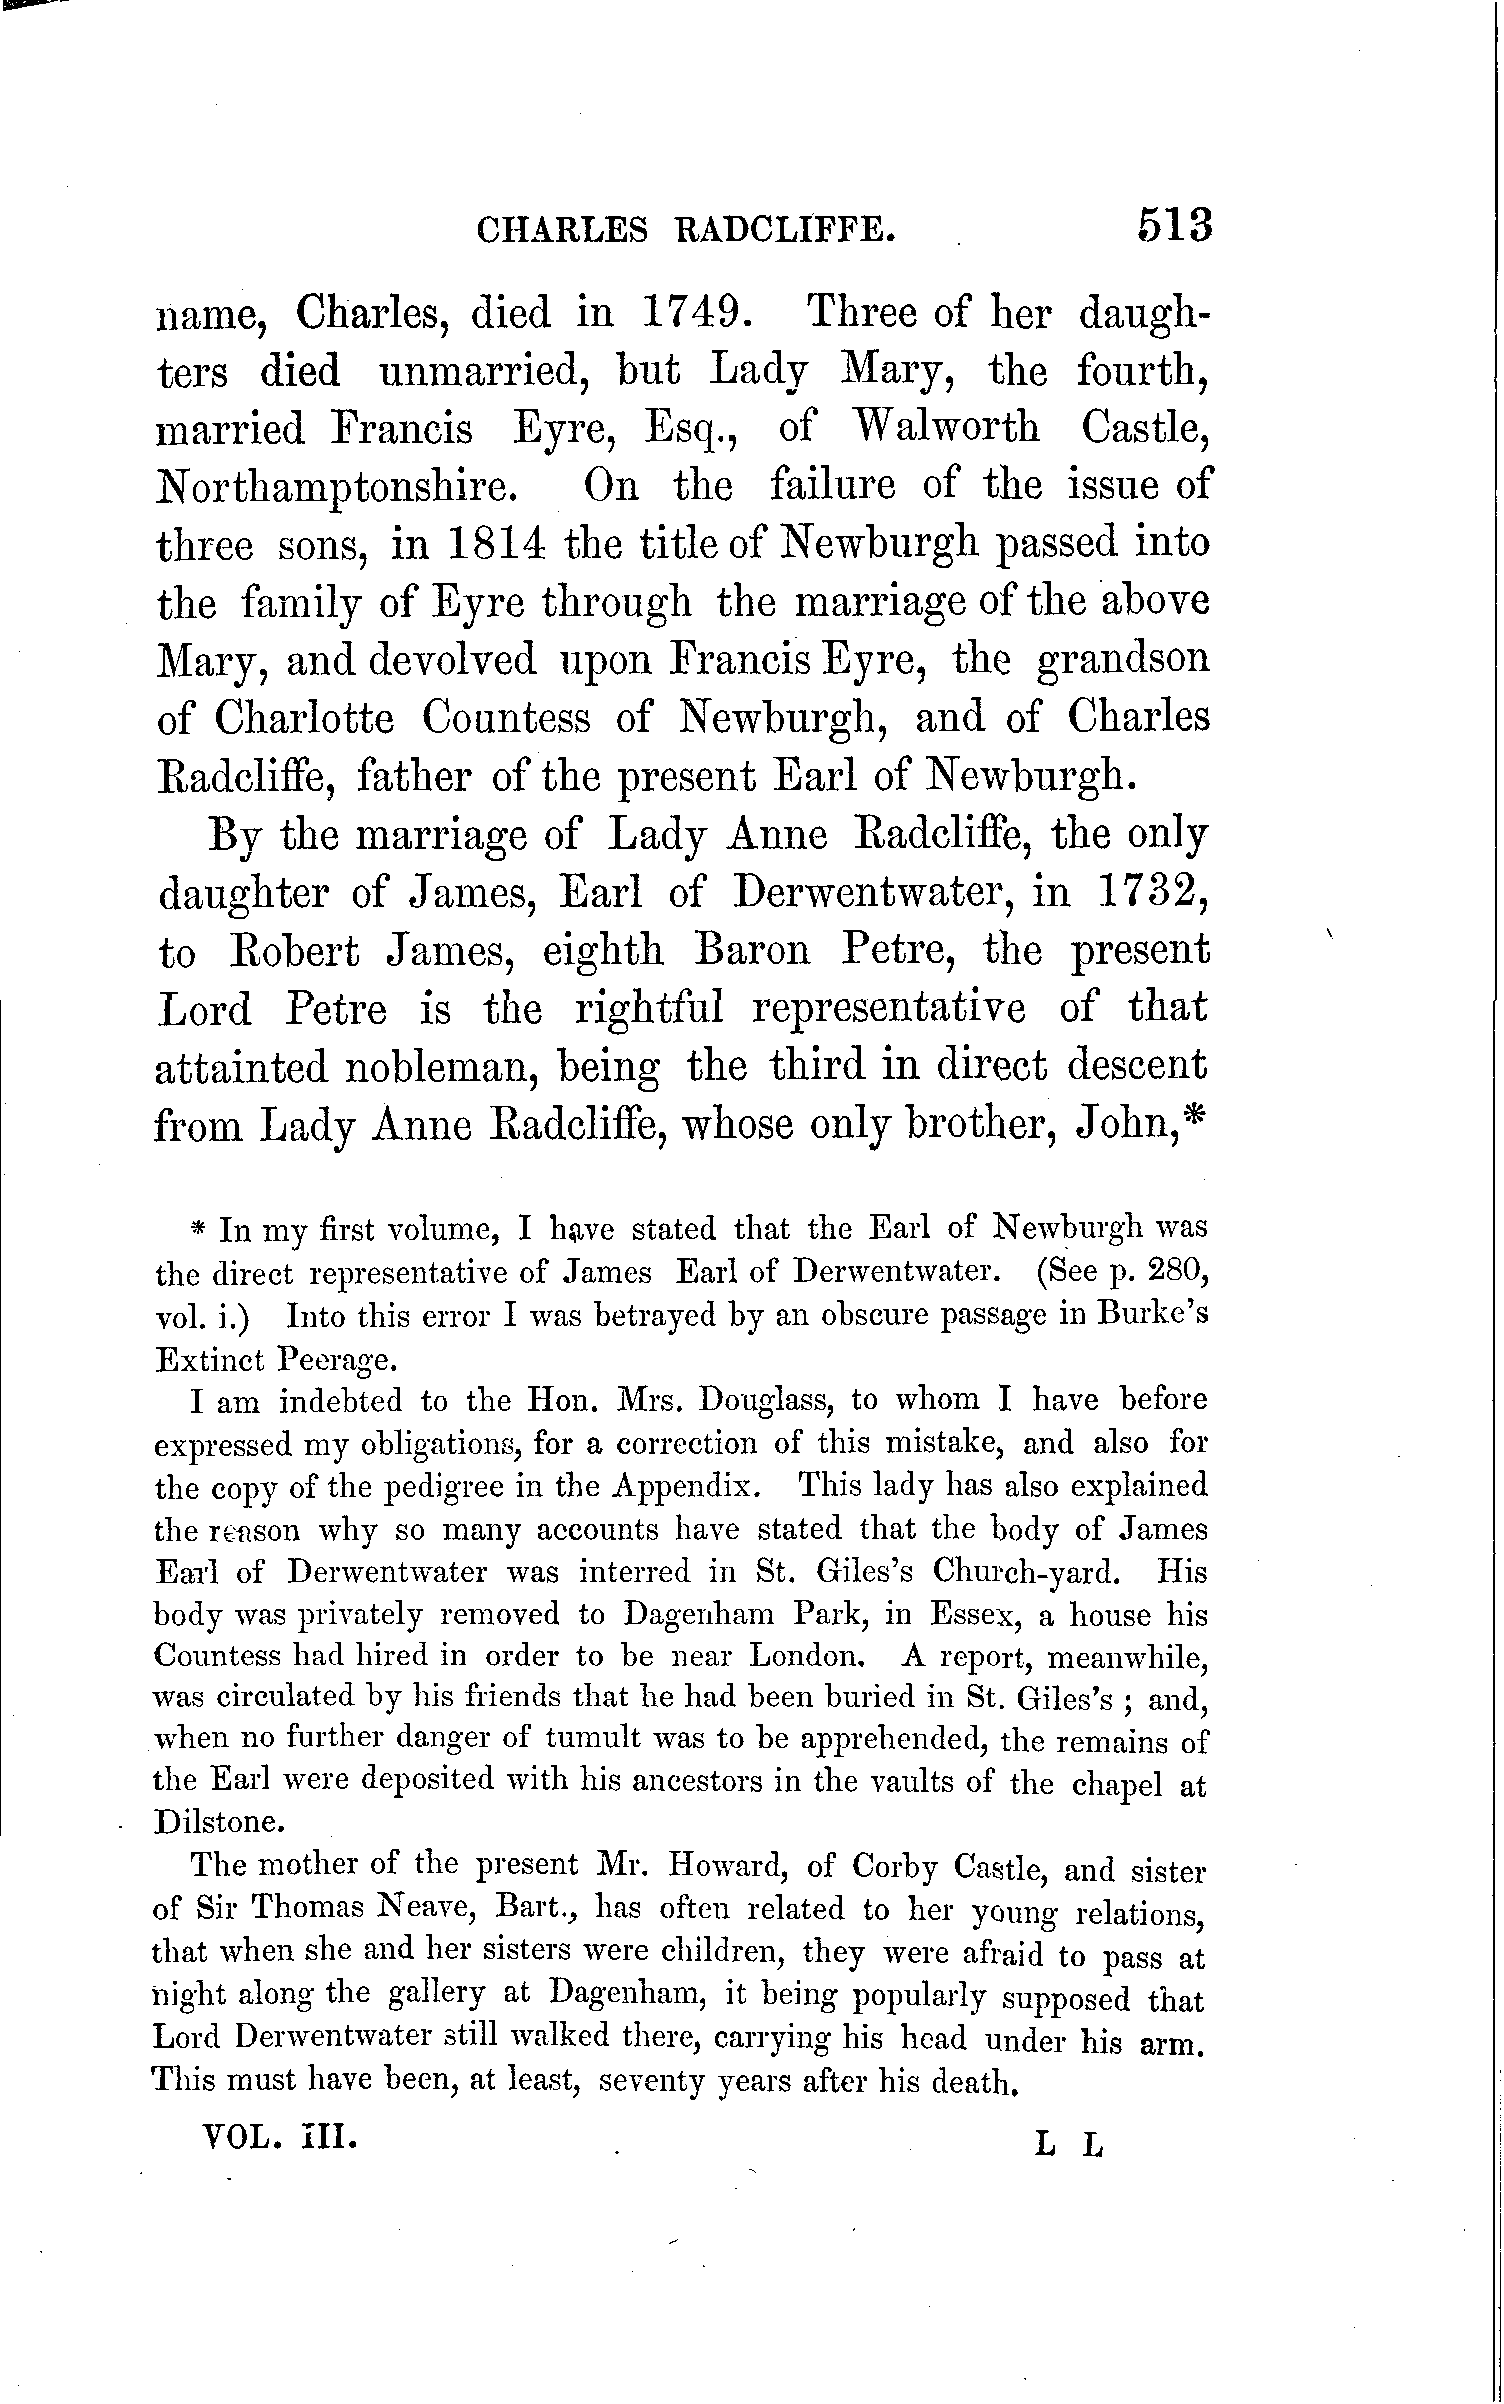 CHARLES RADCLIFFE. 513
name, Charles, died in 1749. Three of her daugh-
ters died unmarried, but Lady Mary, the fourth,
married Francis Eyre, Esq., of Walworth Castle,
Northamptonshire. On the failure of the issue of
three sons, in 1814 the title of Newburgh passed into
the family of Eyre through the marriage of the above
Mary, and devolved upon Francis Eyre, the grandson
of Charlotte Countess of Newburgh, and of Charles
Radcliffe, father of the present Earl of Newburgh.
By the marriage of Lady Anne Radcliffe, the only
daughter of James, Earl of Derwentwater, in 1732,
to Robert James, eighth Baron Petre, the present
Lord Petre is the rightful representative of that
attainted nobleman, being the third in direct descent
from Lady Anne Radcliffe, whose only brother, John,*
* In my first volume, I have stated that the Earl of Newburgh was
the direct representative of James Earl of Derwentwater. (See p. 280,
vol. i.) Into this error I was betrayed by an obscure passage in Burke's
Extinct Peerage.
I am indebted to the Hon. Mrs. Douglass, to whom I have before
expressed my obligations, for a correction of this mistake, and also for
the copy of the pedigree in the Appendix. This lady has also explained
the reason why so many accounts have stated that the body of James
Earl of Derwentwater was interred in St. Giles's Church-yard. His
body was privately removed to Dagenham Park, in Essex, a house his
Countess had hired in order to be near London. A report, meanwhile,
was circulated by his friends that he had been buried in St. Giles's ; and,
when no further danger of tumult was to be apprehended, the remains of
the Earl were deposited with his ancestors in the vaults of the chapel at
Dilstone.
The mother of the present Mr. Howard, of Corby Castle, and sister
of Sir Thomas Neave, Bart., has often related to her young relations,
that when she and her sisters were children, they were afraid to pass at
night along the gallery at Dagenham, it being popularly supposed that
Lord Derwentwater still walked there, carrying his head under his arm.
This must have been, at least, seventy years after his death.
VOL. III. L L